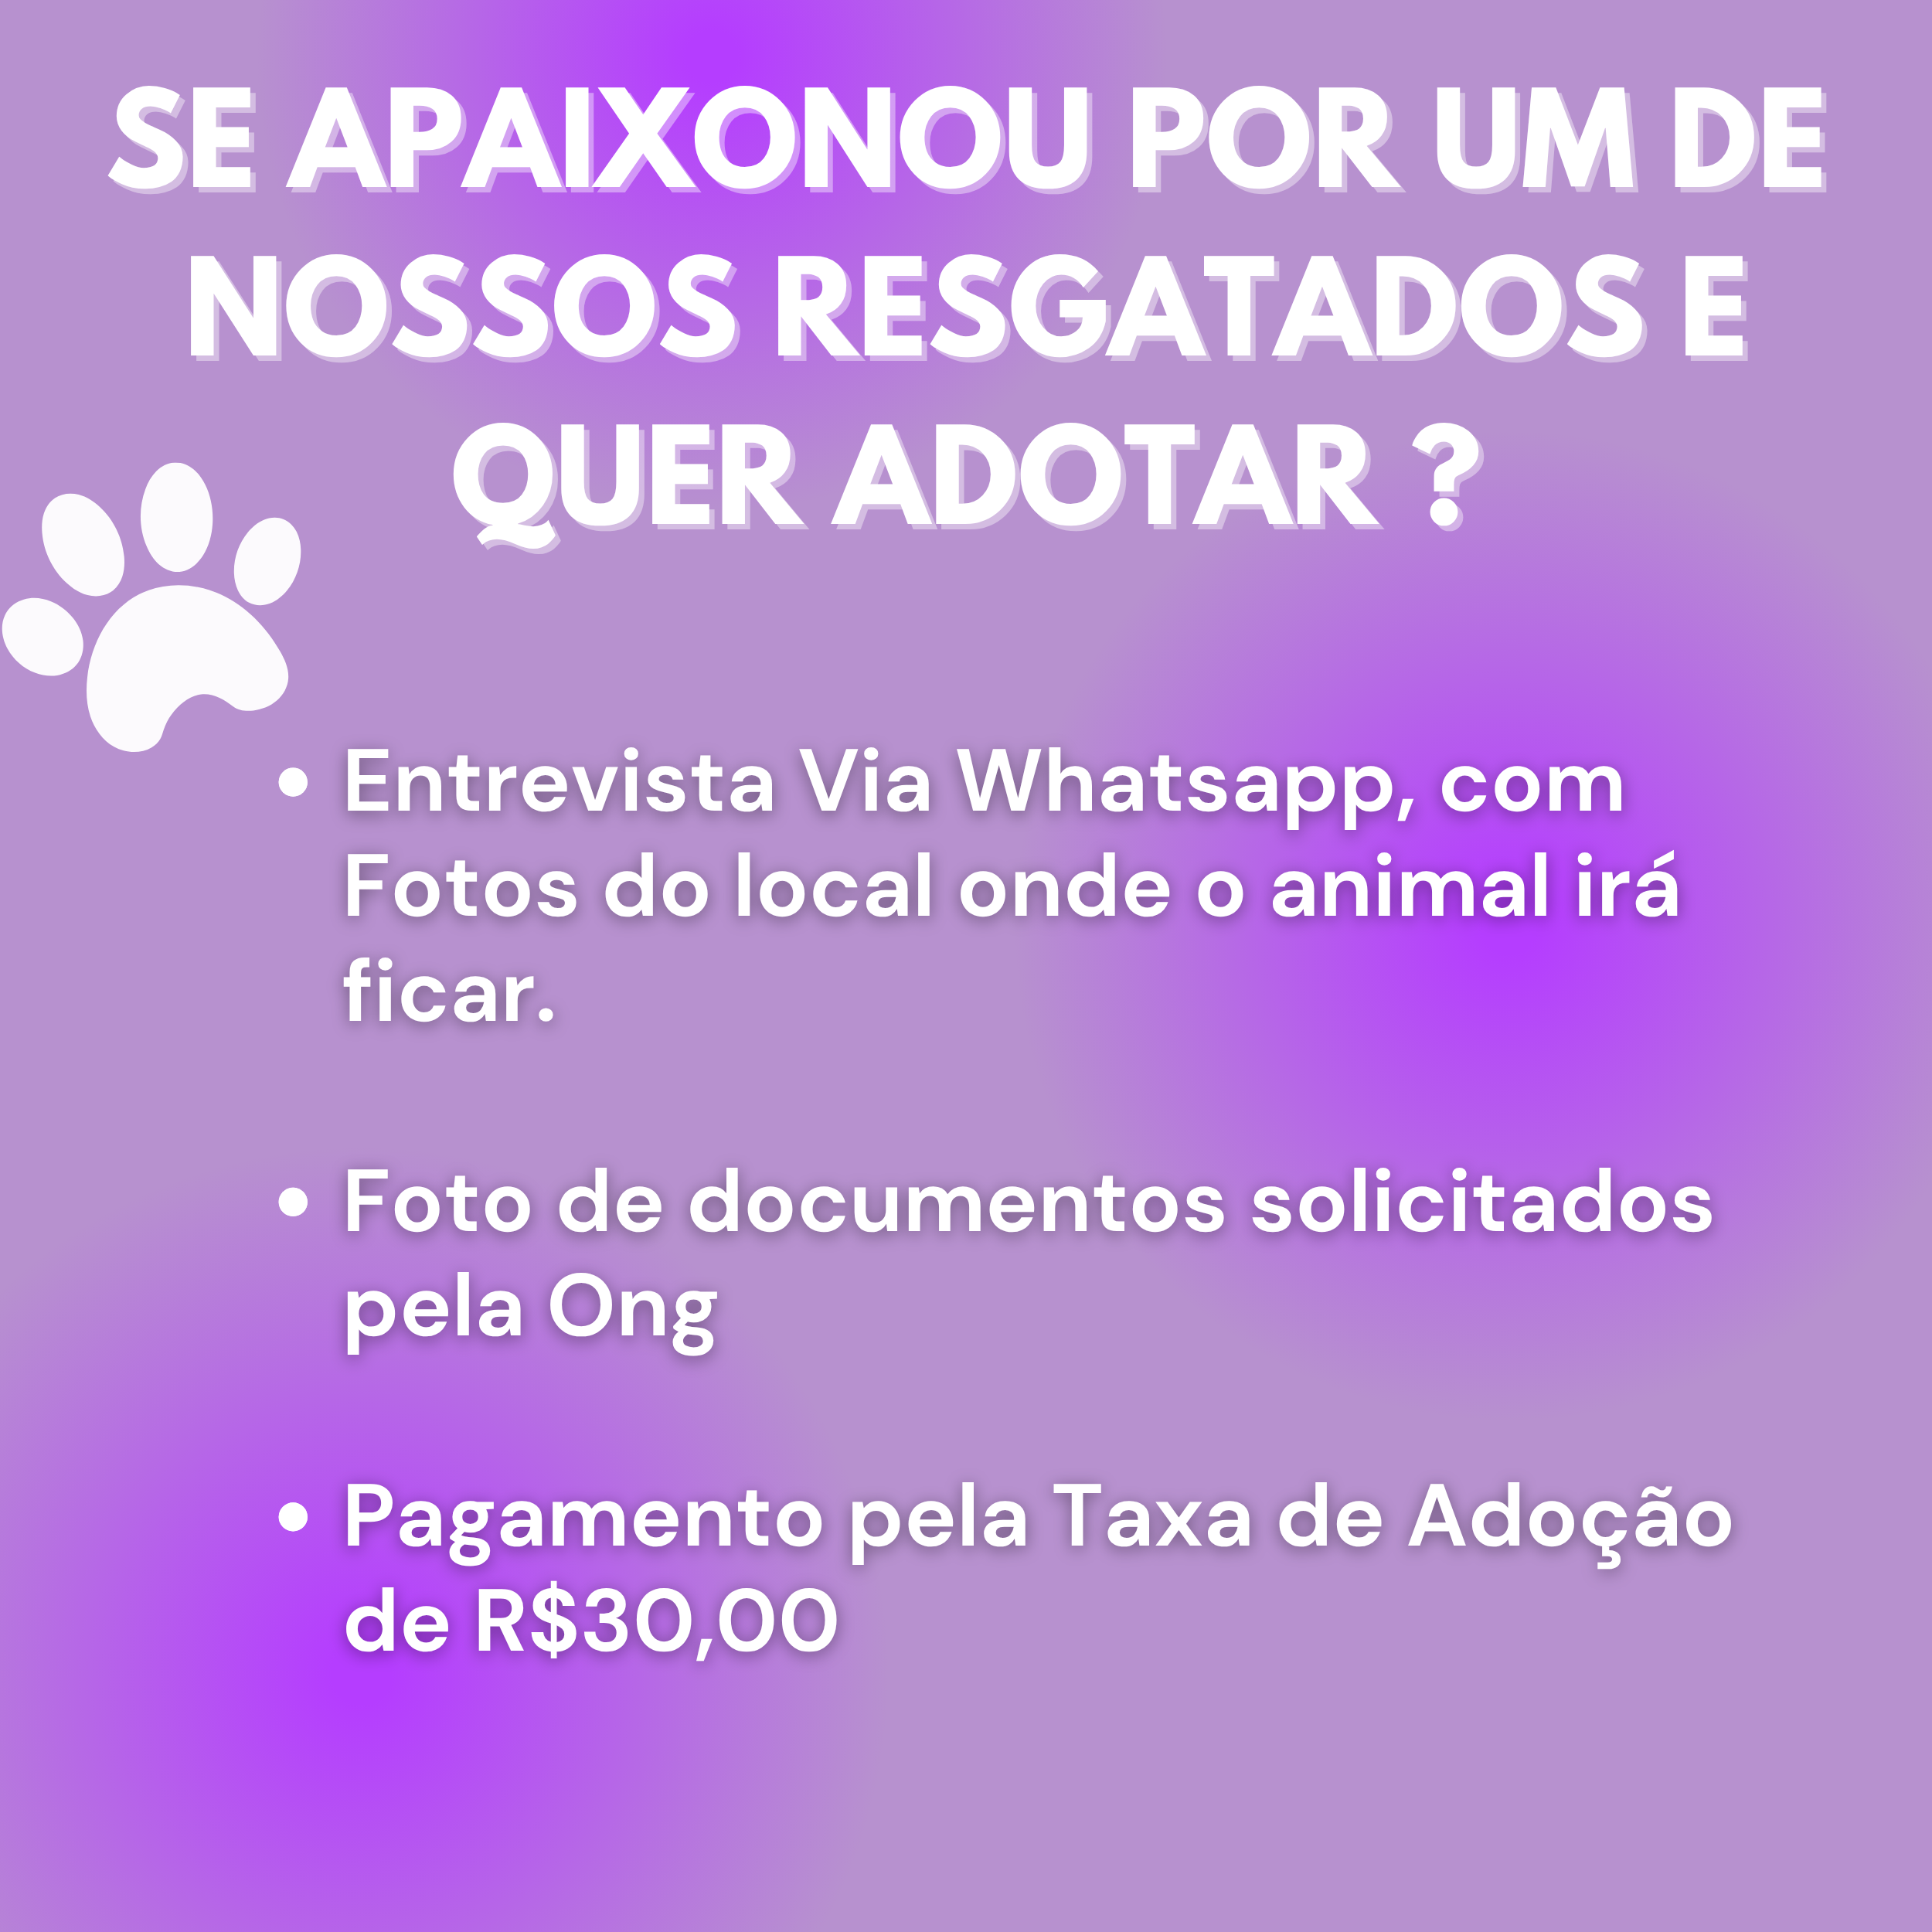 SE APAIXONOU POR UM DE
NOSSOS RESGATADOS E
QUER ADOTAR ?
• Entrevista Via Whatsapp, com
Fotos do local onde o animal irá
ficar.
• Foto de documentos solicitados
pela Ong
• Pagamento pela Taxa de Adoção
de R$30,00